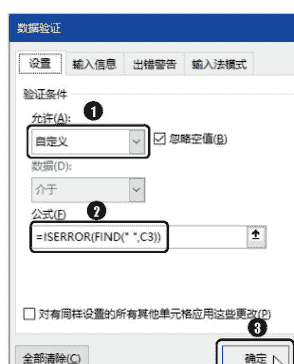 数据验证
设置 输入信息 出错警告 输入法模式
验证条件
允许(A): 1
自定义 忽略空值(B)
数据(D):
介于
公式(F) 2
=ISERROR(FIND(" ",C3))
对有同样设置的所有其他单元格应用这些更改(P)
3
全部清除(C) 确定